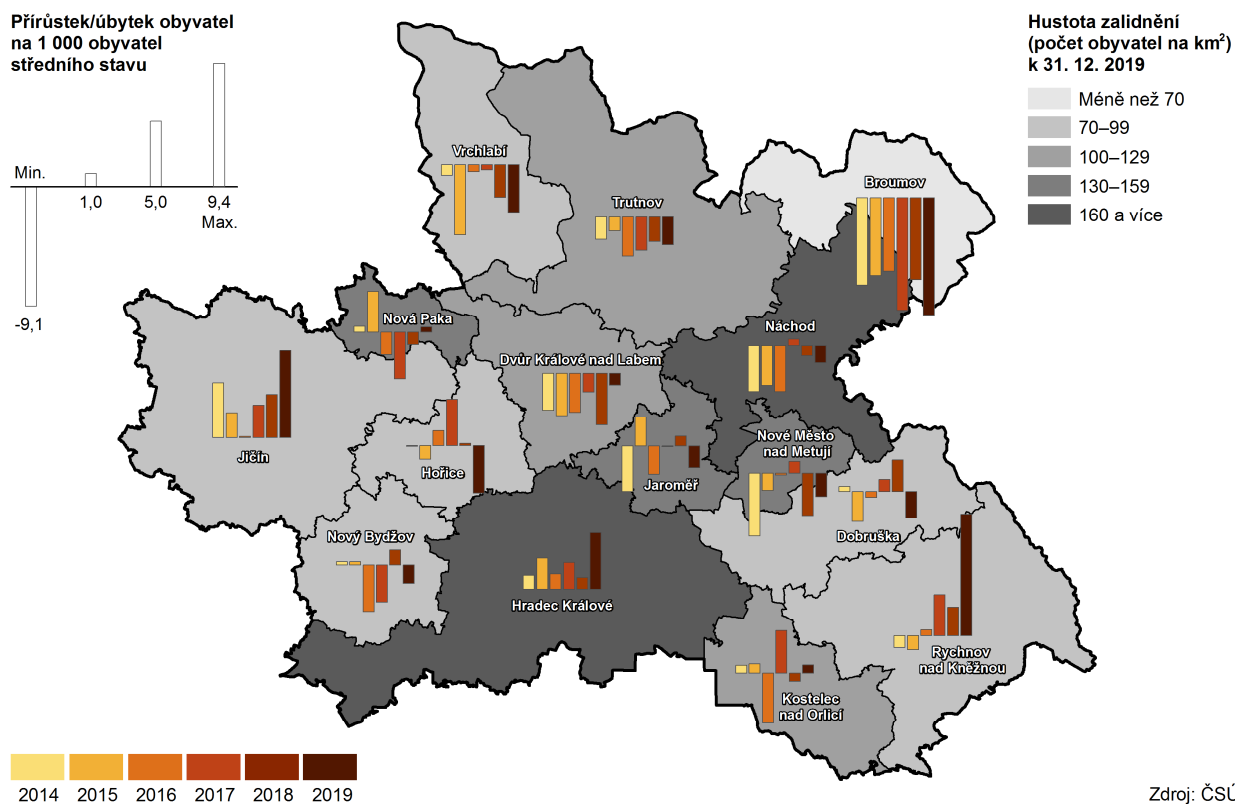 Přírůstek/úbytek obyvatel
na 1 000 obyvatel
středního stavu
Min.
1,0
5,0
9,4
Max.
-9,1
Hustota zalidnění
(počet obyvatel na km²)
k 31. 12. 2019
Méně než 70
70–99
100–129
130–159
160 a více
Vrchlabí
Trutnov
Broumov
Nová Paka
Náchod
Dvůr Králové nad Labem
Jičín
Hořice
Jaroměř
Nové Město
nad Metují
Nový Bydžov
Dobruška
Hradec Králové
Rychnov
nad Kněžnou
Kostelec
nad Orlicí
2014
2015
2016
2017
2018
2019
Zdroj: ČSÚ